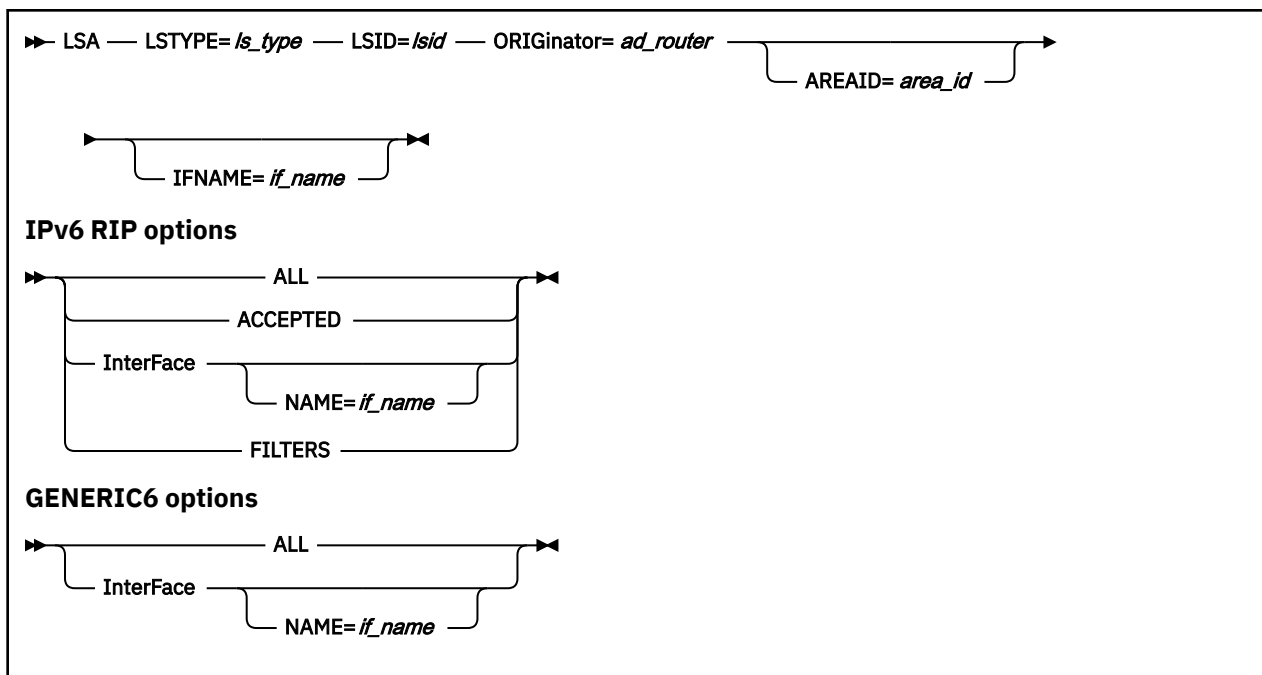 LSA LSTYPE= ls_type LSID= lsid ORIGinator= ad_router
AREAID= area_id
IFNAME= if_name
IPv6 RIP options
ALL
ACCEPTED
InterFace
NAME= if_name
FILTERS
GENERIC6 options
ALL
InterFace
NAME= if_name